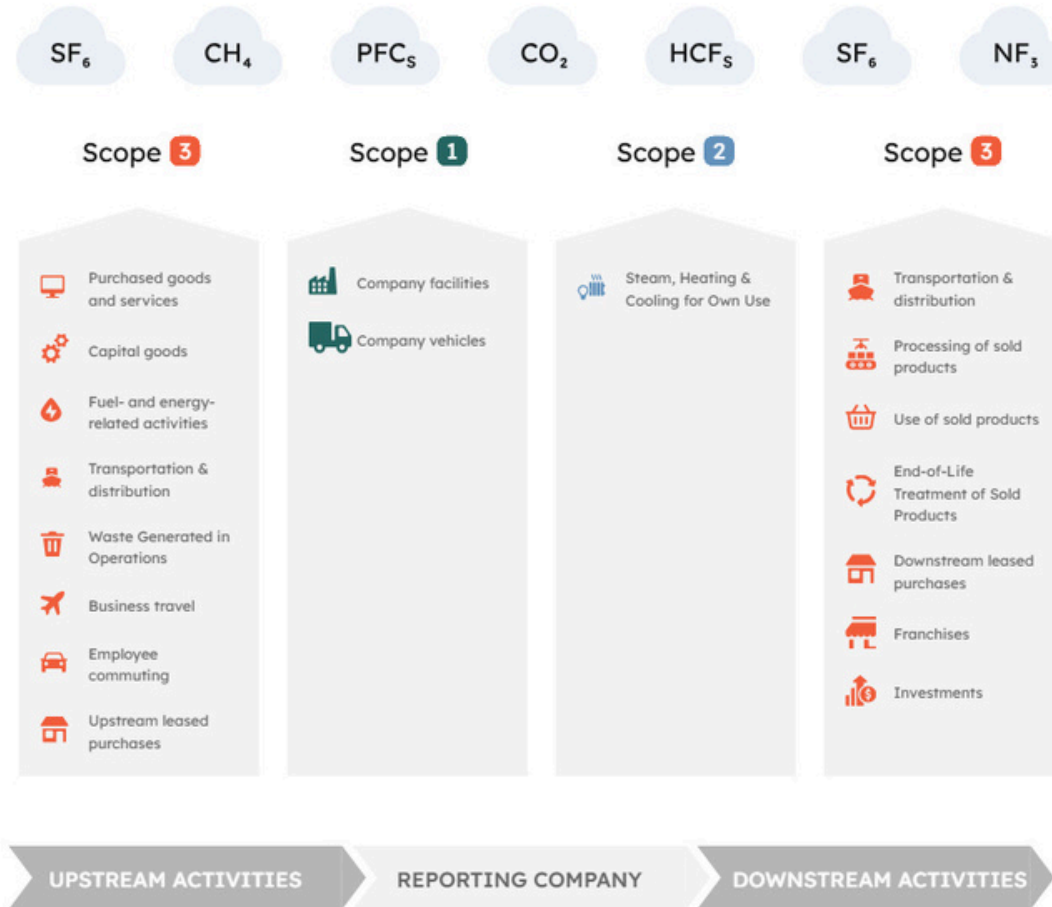 SF₆ CH₄ PFCₛ CO₂ HCFₛ SF₆ NF₃
Scope 3
Scope 1
Scope 2
Scope 3
Purchased goods
and services
Capital goods
Fuel- and energy-
related activities
Transportation &
distribution
Waste Generated in
Operations
Business travel
Employee
commuting
Upstream leased
purchases
Company facilities
Company vehicles
Steam, Heating &
Cooling for Own Use
Transportation &
distribution
Processing of sold
products
Use of sold products
End-of-Life
Treatment of Sold
Products
Downstream leased
purchases
Franchises
Investments
UPSTREAM ACTIVITIES
REPORTING COMPANY
DOWNSTREAM ACTIVITIES